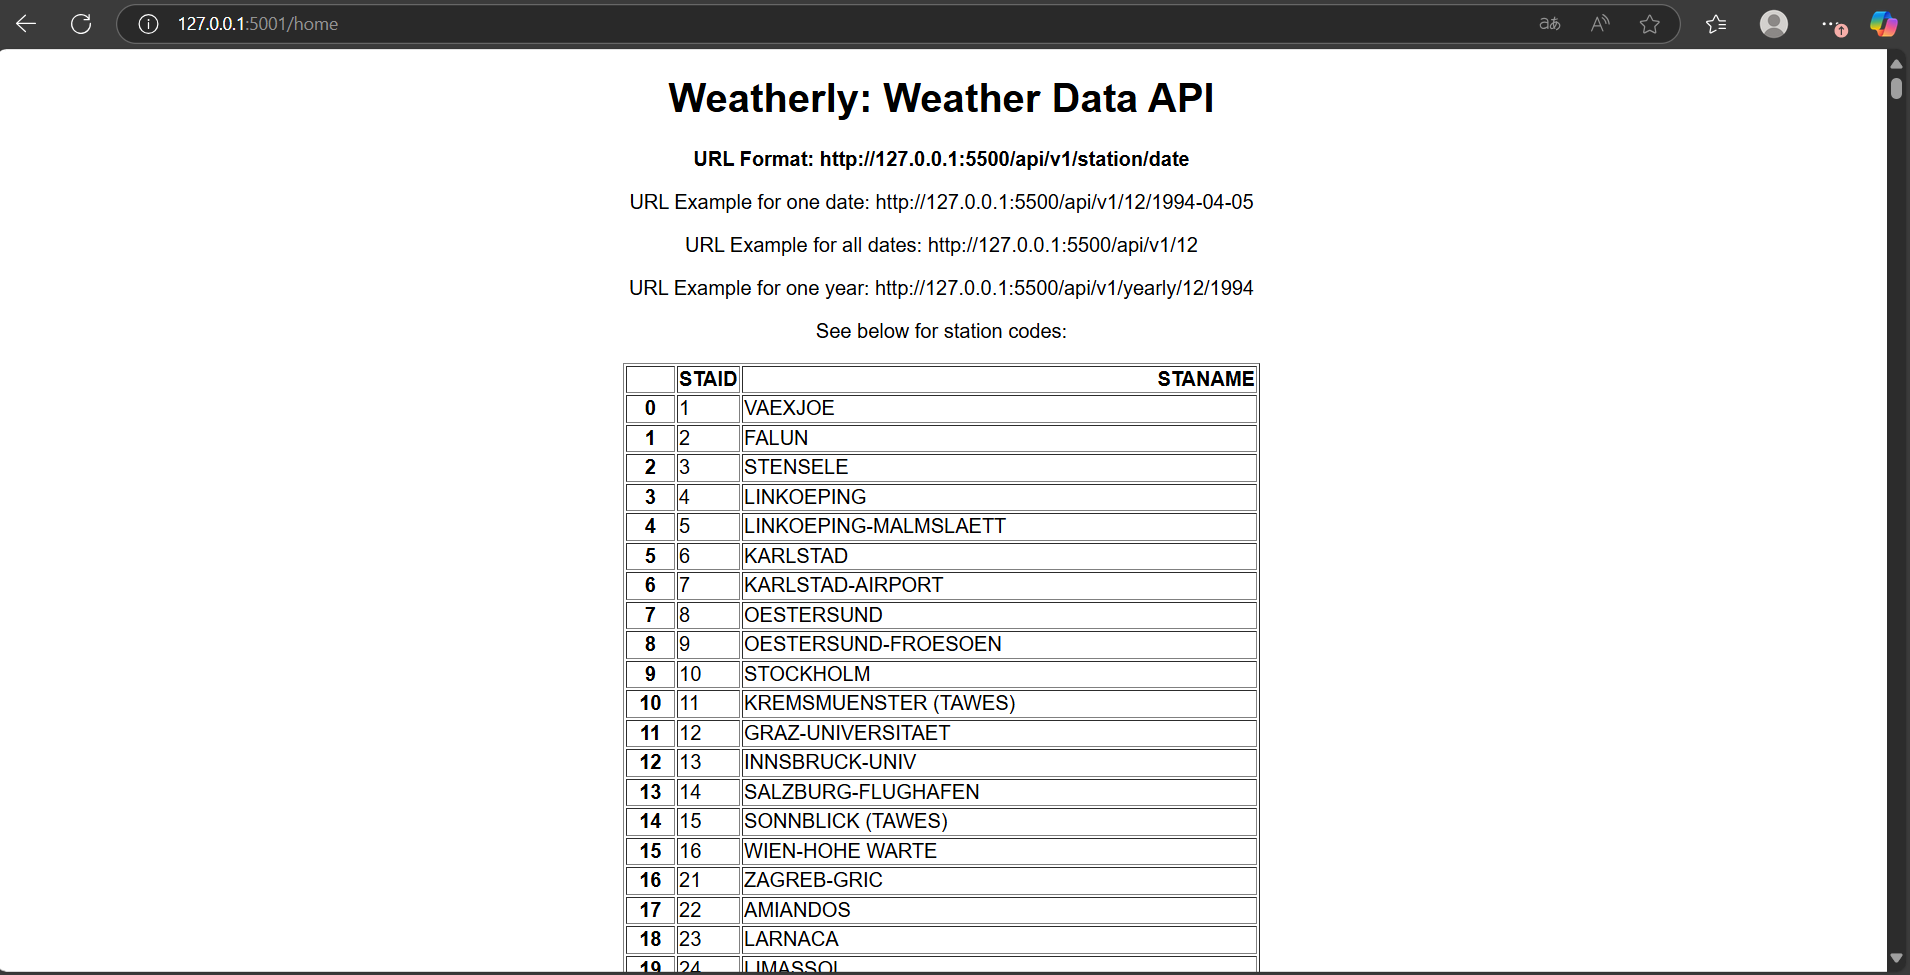 127.0.0.1:5001/home
Weatherly: Weather Data API
URL Format: http://127.0.0.1:5500/api/v1/station/date
URL Example for one date: http://127.0.0.1:5500/api/v1/12/1994-04-05
URL Example for all dates: http://127.0.0.1:5500/api/v1/12
URL Example for one year: http://127.0.0.1:5500/api/v1/yearly/12/1994
See below for station codes:
STAID STANAME
0 1 VAEXJOE
1 2 FALUN
2 3 STENSELE
3 4 LINKOEPING
4 5 LINKOEPING-MALMSLAETT
5 6 KARLSTAD
6 7 KARLSTAD-AIRPORT
7 8 OESTERSUND
8 9 OESTERSUND-FROESOEN
9 10 STOCKHOLM
10 11 KREMSMUENSTER (TAWES)
11 12 GRAZ-UNIVERSITAET
12 13 INNSBRUCK-UNIV
13 14 SALZBURG-FLUGHAFEN
14 15 SONNBLICK (TAWES)
15 16 WIEN-HOHE WARTE
16 21 ZAGREB-GRIC
17 22 AMIANDOS
18 23 LARNACA
19 24 LIMASSOL